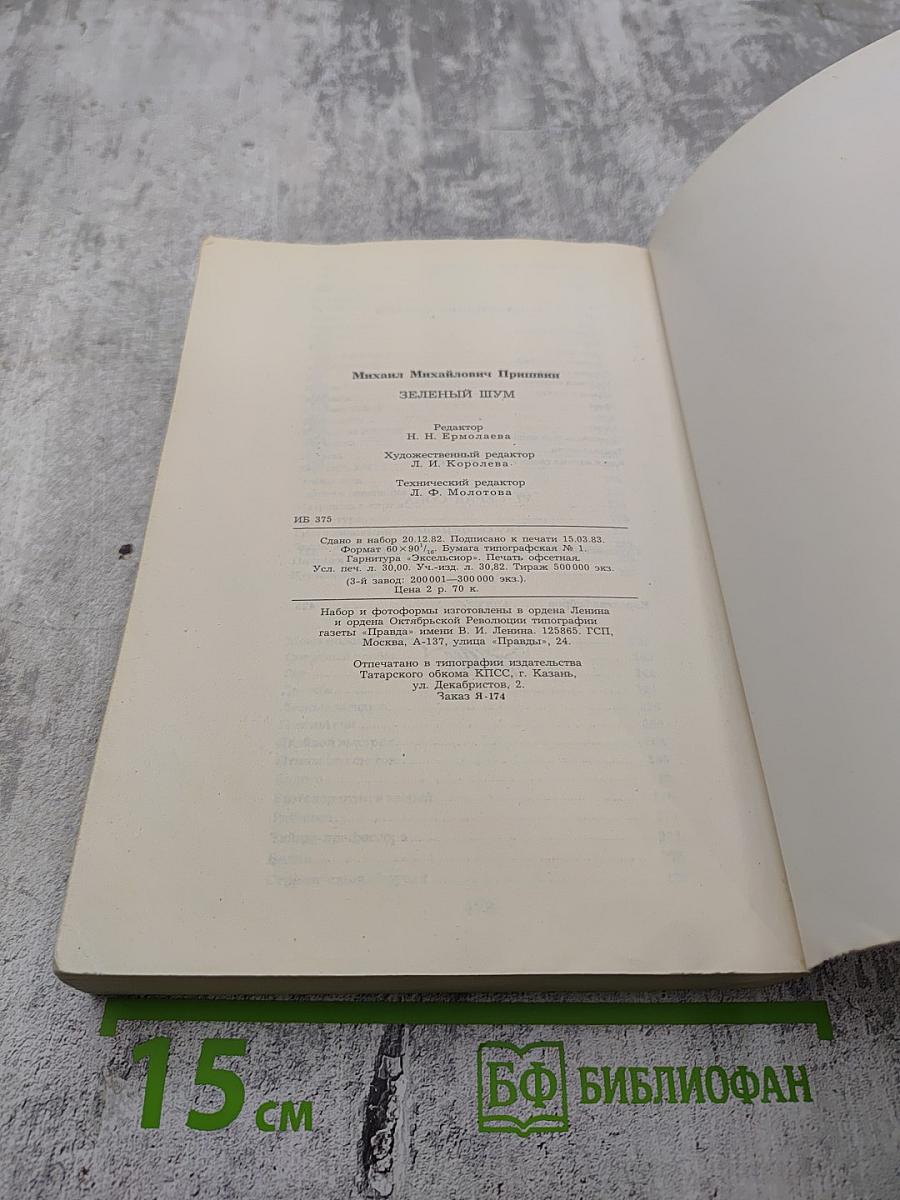 Михаил Михайлович Пришвин
ЗЕЛЕНЫЙ ШУМ
Редактор
Н. Н. Ермолаева
Художественный редактор
Л. И. Королева
Технический редактор
Л. Ф. Молотова
ИБ 375
Сдано в набор 20.12.82. Подписано к печати 15.03.83.
Формат 60×90¹/₁₆. Бумага типографская № 1.
Гарнитура «Эксельсиор». Печать офсетная.
Усл. печ. л. 30,00. Уч.-изд. л. 30,82. Тираж 500 000 экз.
(3-й завод: 200 001—300 000 экз.).
Цена 2 р. 70 к.
Набор и фотоформы изготовлены в ордена Ленина
и ордена Октябрьской Революции типографии
газеты «Правда» имени В. И. Ленина. 125865. ГСП,
Москва, А-137, улица «Правды», 24.
Отпечатано в типографии издательства
Татарского обкома КПСС, г. Казань,
ул. Декабристов, 2.
Заказ Я-174
15 см
БФ БИБЛИОФАН